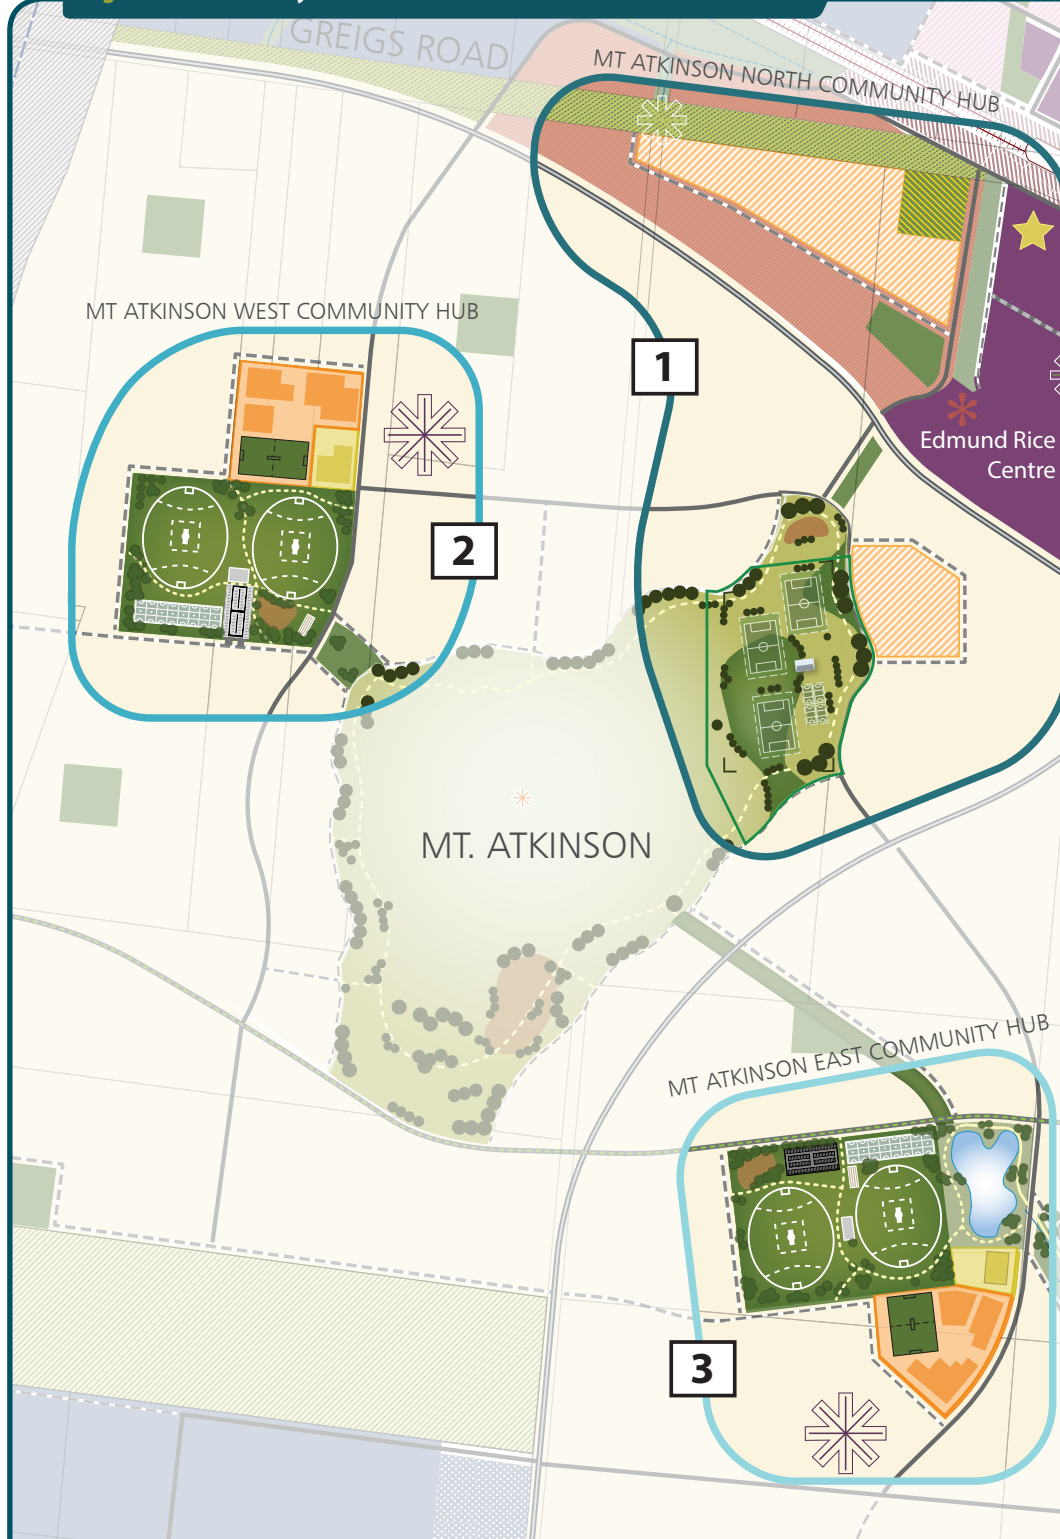 GREIGS ROAD
MT ATKINSON NORTH COMMUNITY HUB
MT ATKINSON WEST COMMUNITY HUB
1
Edmund Rice
Centre
2
MT. ATKINSON
MT ATKINSON EAST COMMUNITY HUB
3